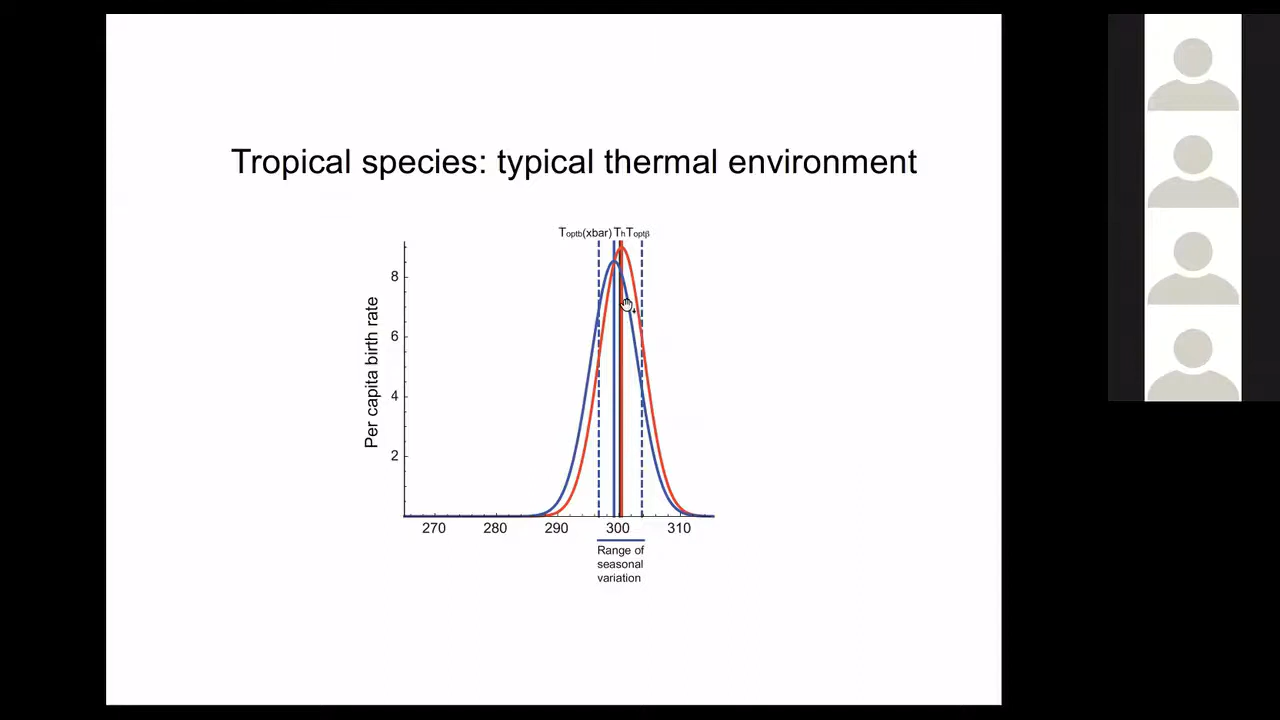 Tropical species: typical thermal environment
Toptb(xbar) Th Toptβ
8
6
4
2
Per capita birth rate
270 280 290 300 310
Range of
seasonal
variation